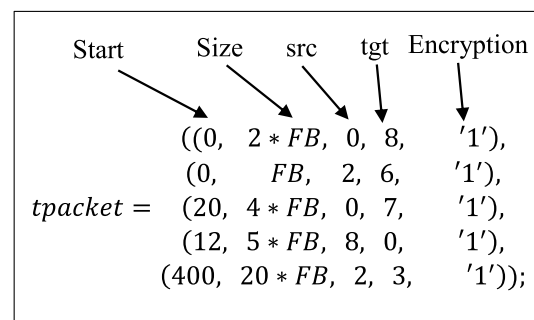 Start Size src tgt Encryption
((0, 2 ∗ FB, 0, 8, '1'),
(0, FB, 2, 6, '1'),
tpacket = (20, 4 ∗ FB, 0, 7, '1'),
(12, 5 ∗ FB, 8, 0, '1'),
(400, 20 ∗ FB, 2, 3, '1'));